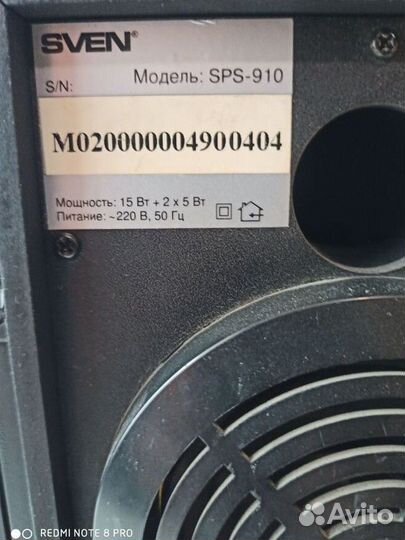 SVEN®
S/N: Модель: SPS-910
M020000004900404
Мощность: 15 Вт + 2 x 5 Вт
Питание: ~220 В, 50 Гц
REDMI NOTE 8 PRO
Avito